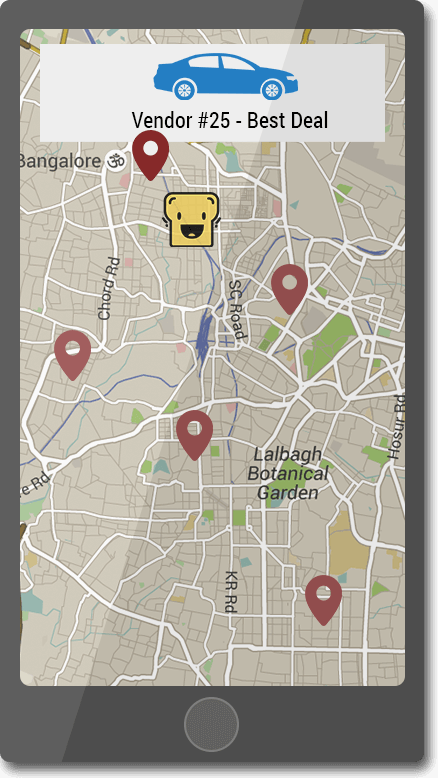 Vendor #25 - Best Deal
Bangalore
Chord Rd
SC Road
Hosur Rd
Lalbagh
Botanical
Garden
e Rd
KR Rd